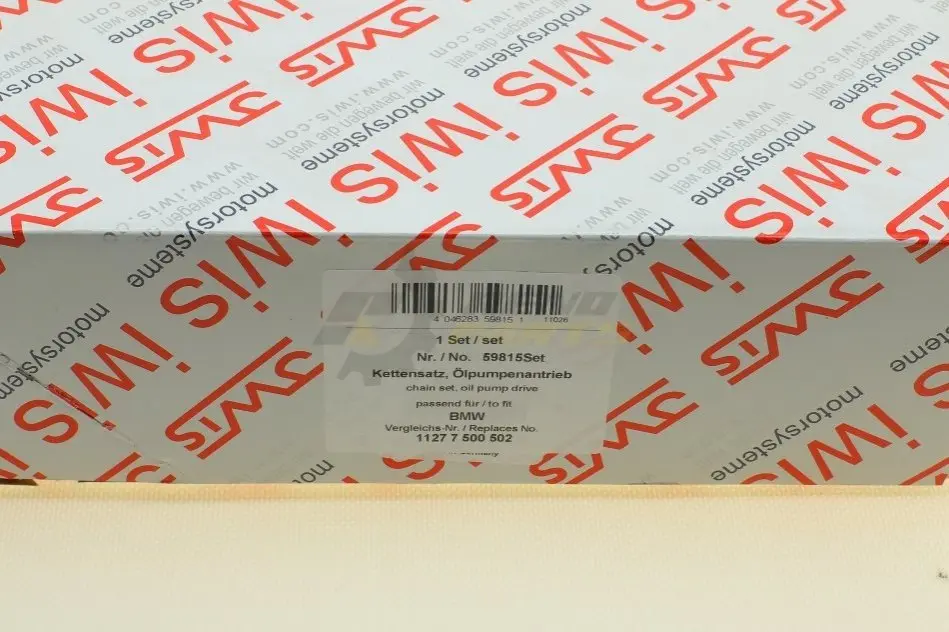 iwis
motorsysteme
wir bewegen die welt
www.iwis.com
4 046283 59815 1
11026
1 Set / set
Nr. / No. 59815Set
Kettensatz, Ölpumpenantrieb
chain set, oil pump drive
passend für / to fit
BMW
Vergleichs-Nr. / Replaces No.
1127 7 500 502
Germany